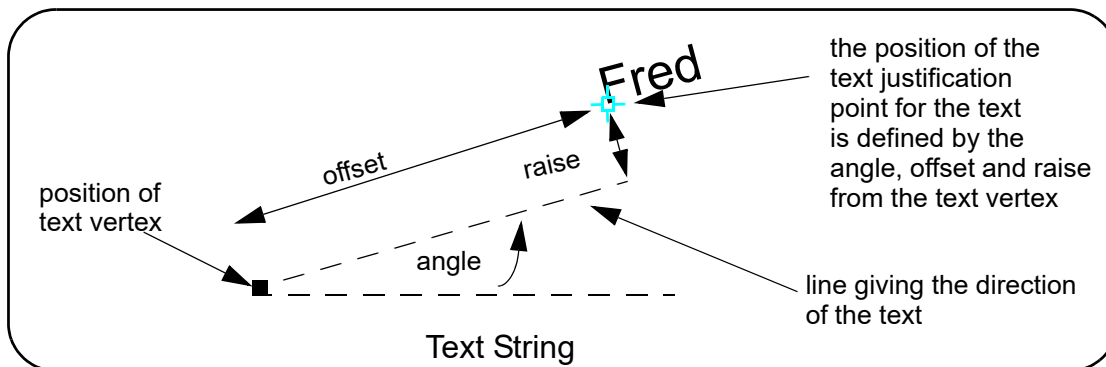 Fred
the position of the
text justification
point for the text
is defined by the
angle, offset and raise
from the text vertex
offset
raise
position of
text vertex
angle
line giving the direction
of the text
Text String